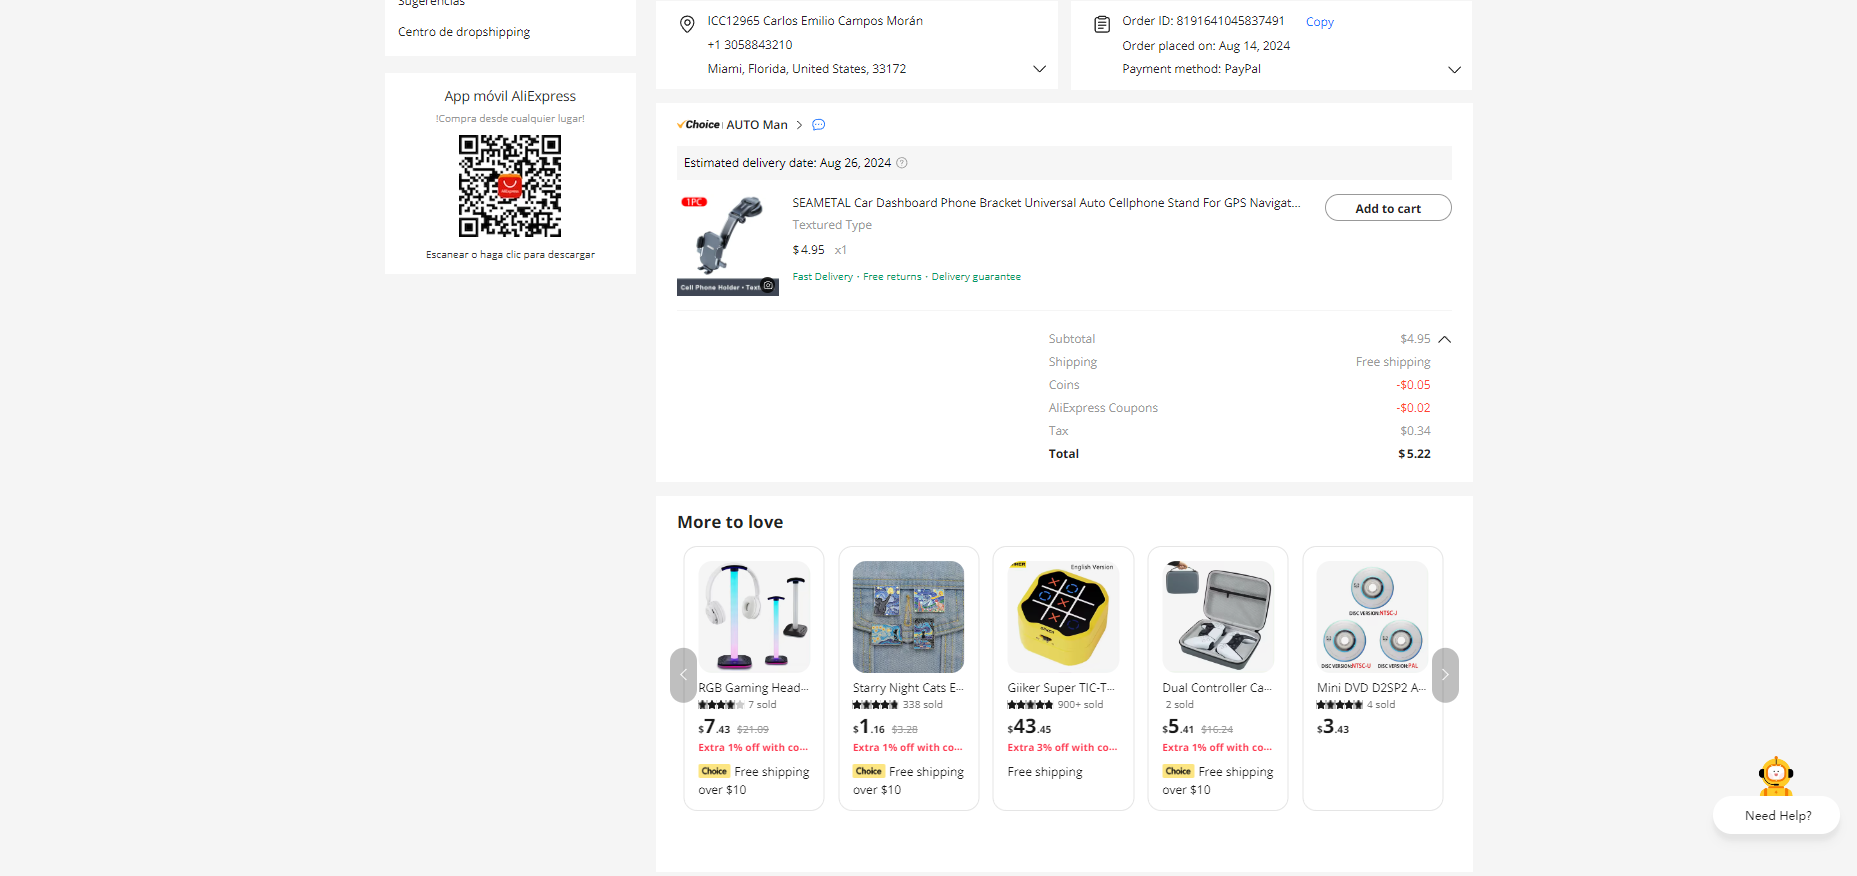 Sugerencias
Centro de dropshipping
App móvil AliExpress
!Compra desde cualquier lugar!
AliExpress
Escanear o haga clic para descargar
ICC12965 Carlos Emilio Campos Morán
+1 3058843210
Miami, Florida, United States, 33172
Order ID: 8191641045837491 Copy
Order placed on: Aug 14, 2024
Payment method: PayPal
Choice AUTO Man
Estimated delivery date: Aug 26, 2024
1PC
Cell Phone Holder • Text
SEAMETAL Car Dashboard Phone Bracket Universal Auto Cellphone Stand For GPS Navigat...
Add to cart
Textured Type
$4.95 x1
Fast Delivery · Free returns · Delivery guarantee
Subtotal $4.95
Shipping Free shipping
Coins -$0.05
AliExpress Coupons -$0.02
Tax $0.34
Total $5.22
More to love
RGB Gaming Head...
7 sold
$7.43 $21.09
Extra 1% off with co...
Choice Free shipping
over $10
Starry Night Cats E...
338 sold
$1.16 $3.28
Extra 1% off with co...
Choice Free shipping
over $10
English Version
Giiker Super TIC-T...
900+ sold
$43.45
Extra 3% off with co...
Free shipping
Dual Controller Ca...
2 sold
$5.41 $16.24
Extra 1% off with co...
Choice Free shipping
over $10
DISC VERSION:NTSC-J
DISC VERSION:NTSC-U DISC VERSION:PAL
Mini DVD D2SP2 A...
4 sold
$3.43
Need Help?